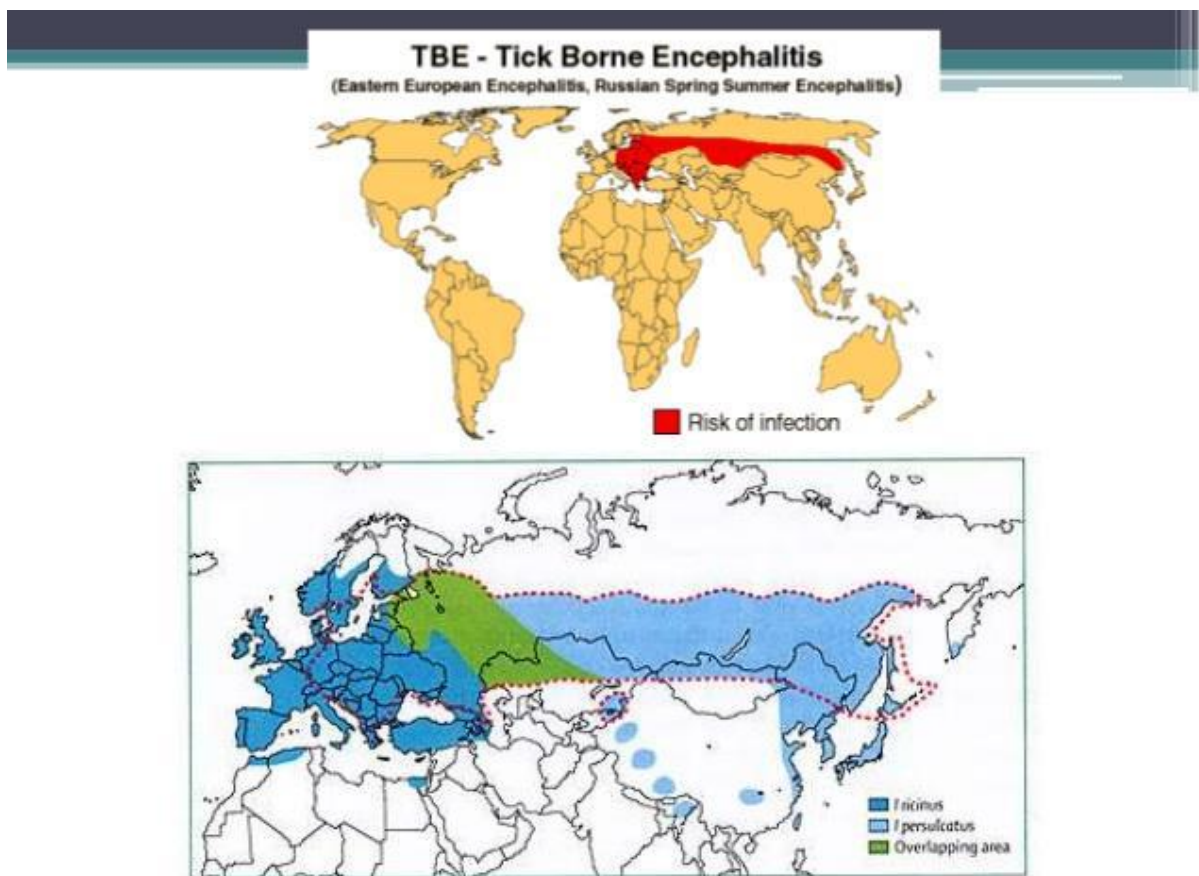 TBE - Tick Borne Encephalitis
(Eastern European Encephalitis, Russian Spring Summer Encephalitis)
Risk of infection
I ricinus
I persulcatus
Overlapping area